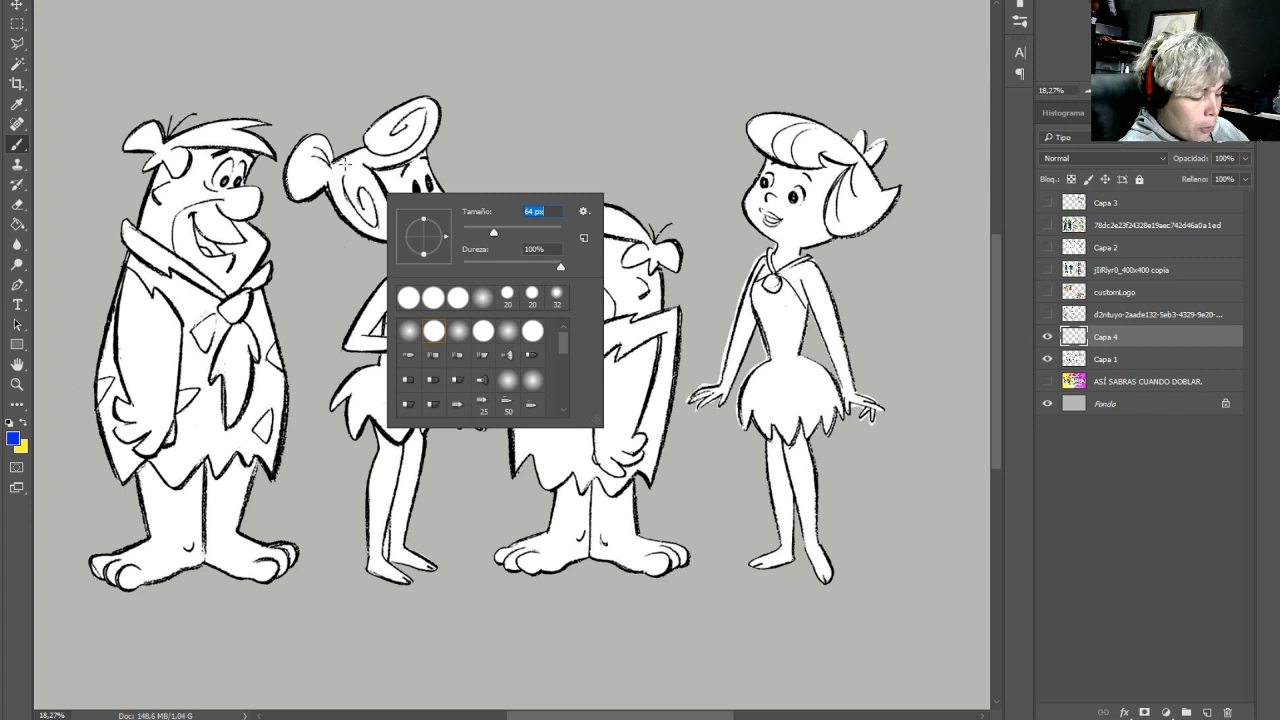 18,27%
Histograma
Tipo
Normal
Opacidad: 100%
Bloq.:
Relleno: 100%
Capa 3
78dc2e23f24328e19aec742d46a0a1ed
Capa 2
jIiRlyr0_400x400 copia
customLogo
d2ntuyo-2aade132-5eb3-4329-9e20-...
Capa 4
Capa 1
ASÍ SABRAS CUANDO DOBLAR.
Fondo
Tamaño: 64 px
Dureza: 100%
20 20 32
25 50
18,27% Doc: 148,6 MB/1,04 G